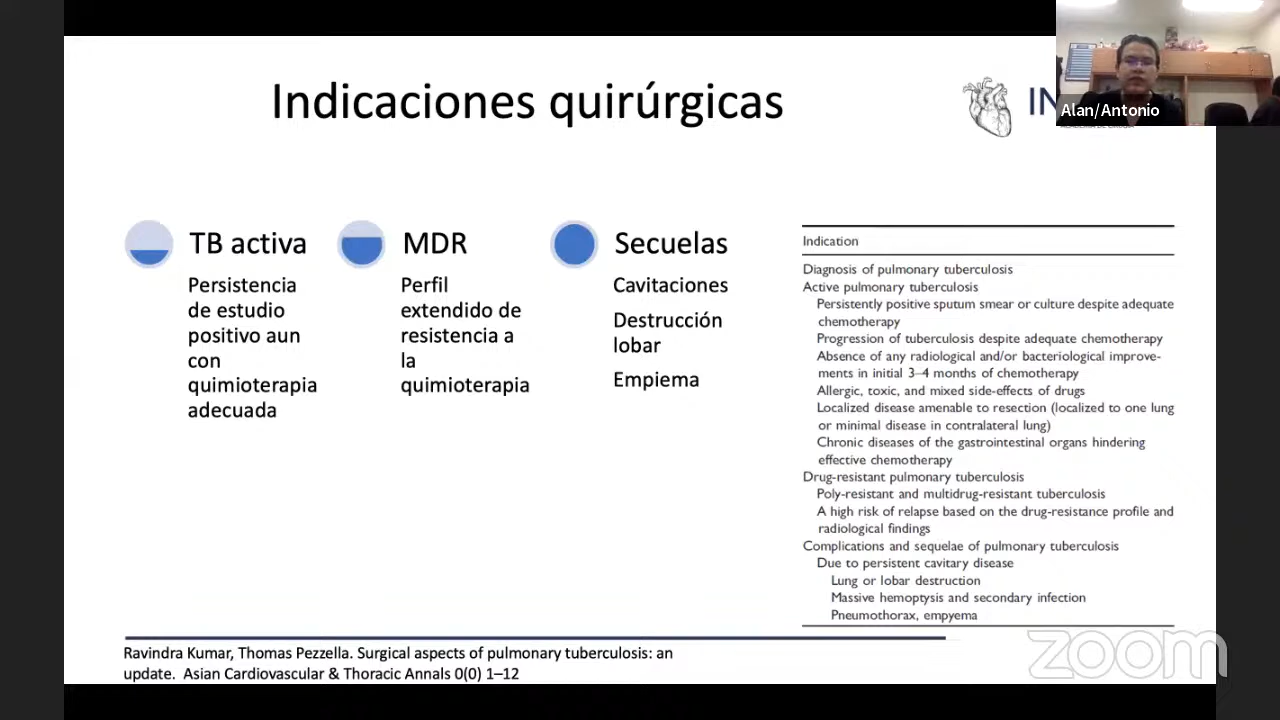 Indicaciones quirúrgicas
IN
Alan/Antonio
TB activa
Persistencia
de estudio
positivo aun
con
quimioterapia
adecuada
MDR
Perfil
extendido de
resistencia a
la
quimioterapia
Secuelas
Cavitaciones
Destrucción
lobar
Empiema
Indication
Diagnosis of pulmonary tuberculosis
Active pulmonary tuberculosis
Persistently positive sputum smear or culture despite adequate
chemotherapy
Progression of tuberculosis despite adequate chemotherapy
Absence of any radiological and/or bacteriological improve-
ments in initial 3–4 months of chemotherapy
Allergic, toxic, and mixed side-effects of drugs
Localized disease amenable to resection (localized to one lung
or minimal disease in contralateral lung)
Chronic diseases of the gastrointestinal organs hindering
effective chemotherapy
Drug-resistant pulmonary tuberculosis
Poly-resistant and multidrug-resistant tuberculosis
A high risk of relapse based on the drug-resistance profile and
radiological findings
Complications and sequelae of pulmonary tuberculosis
Due to persistent cavitary disease
Lung or lobar destruction
Massive hemoptysis and secondary infection
Pneumothorax, empyema
Ravindra Kumar, Thomas Pezzella. Surgical aspects of pulmonary tuberculosis: an
update. Asian Cardiovascular & Thoracic Annals 0(0) 1–12
zoom